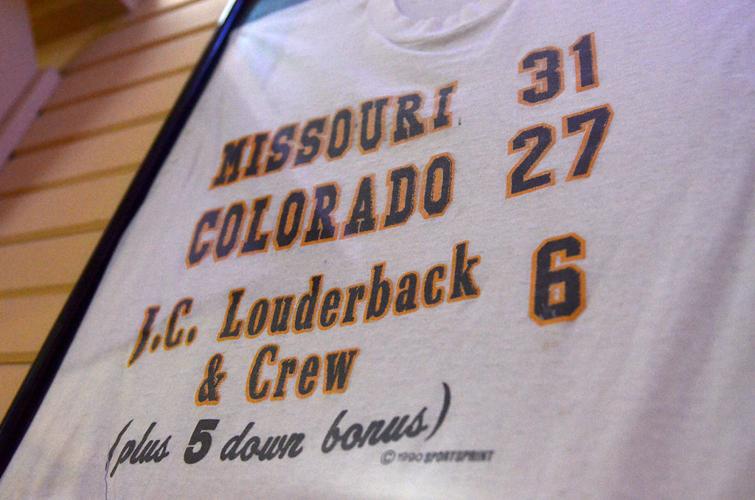 MISSOURI 31
COLORADO 27
J.C. Louderback 6
& Crew
(plus 5 down bonus)
© 1990 SPORTSPRINT